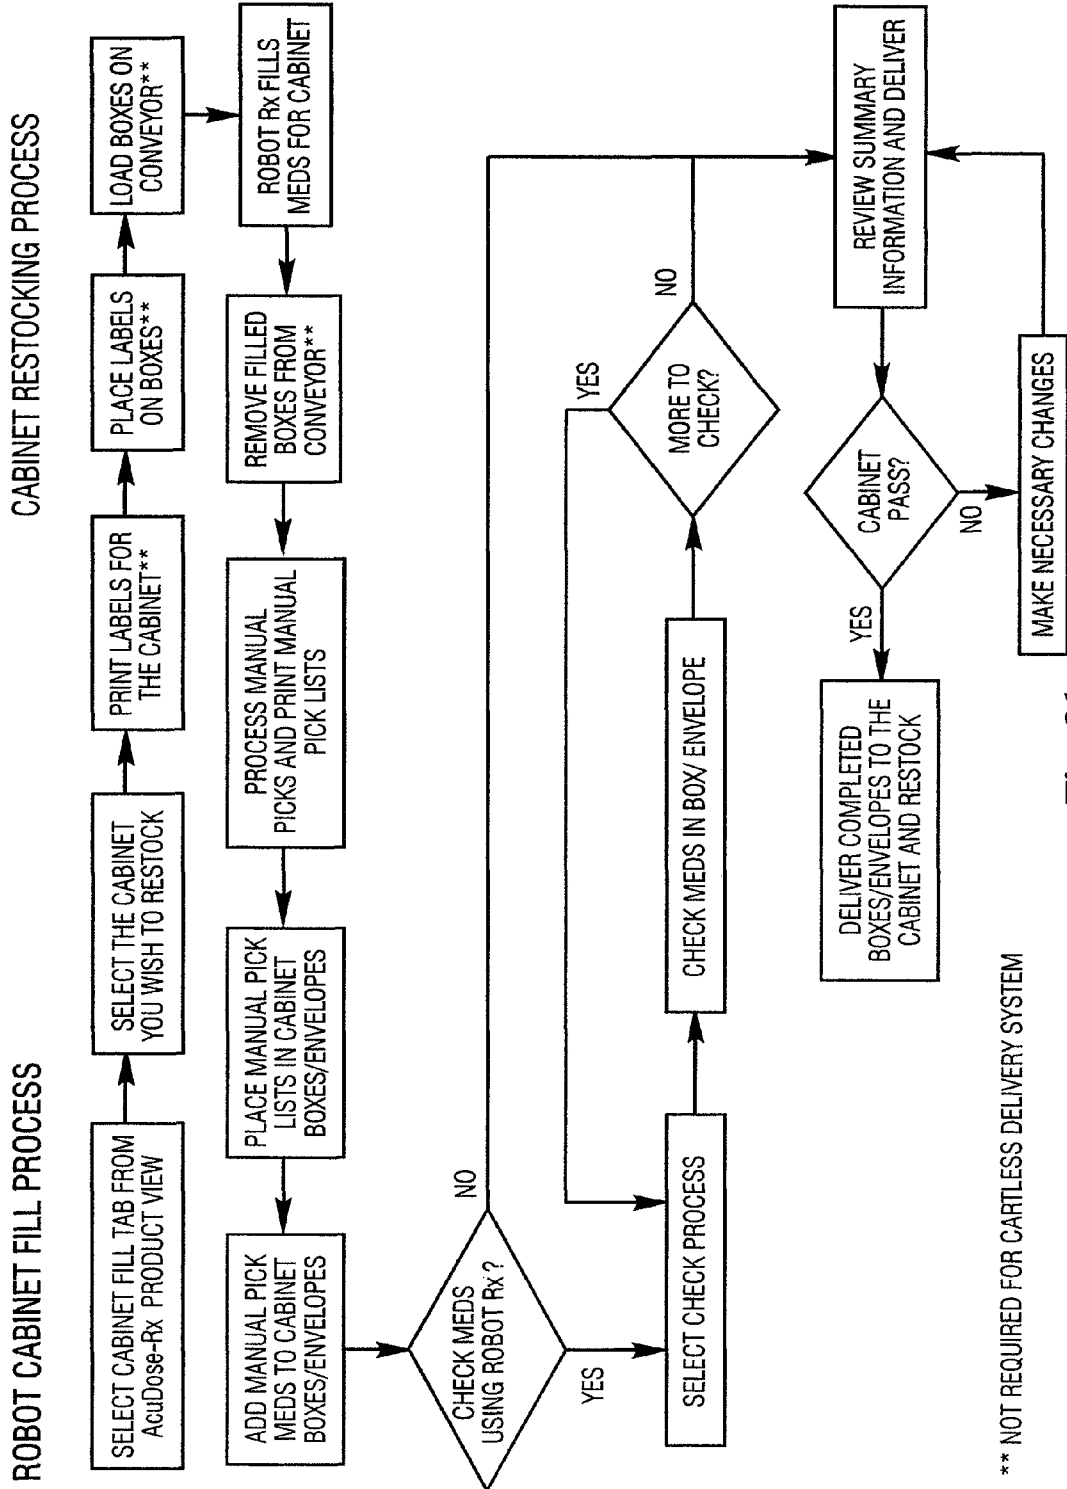 ROBOT CABINET FILL PROCESS
CABINET RESTOCKING PROCESS
SELECT CABINET FILL TAB FROM
AcuDose-Rx PRODUCT VIEW
SELECT THE CABINET
YOU WISH TO RESTOCK
PRINT LABELS FOR
THE CABINET**
PLACE LABELS
ON BOXES**
LOAD BOXES ON
CONVEYOR**
ROBOT Rx FILLS
MEDS FOR CABINET
REMOVE FILLED
BOXES FROM
CONVEYOR**
PROCESS MANUAL
PICKS AND PRINT MANUAL
PICK LISTS
PLACE MANUAL PICK
LISTS IN CABINET
BOXES/ENVELOPES
ADD MANUAL PICK
MEDS TO CABINET
BOXES/ENVELOPES
CHECK MEDS
USING ROBOT Rx?
NO
YES
SELECT CHECK PROCESS
CHECK MEDS IN BOX/ ENVELOPE
MORE TO
CHECK?
YES
NO
REVIEW SUMMARY
INFORMATION AND DELIVER
CABINET
PASS?
YES
NO
DELIVER COMPLETED
BOXES/ENVELOPES TO THE
CABINET AND RESTOCK
MAKE NECESSARY CHANGES
** NOT REQUIRED FOR CARTLESS DELIVERY SYSTEM